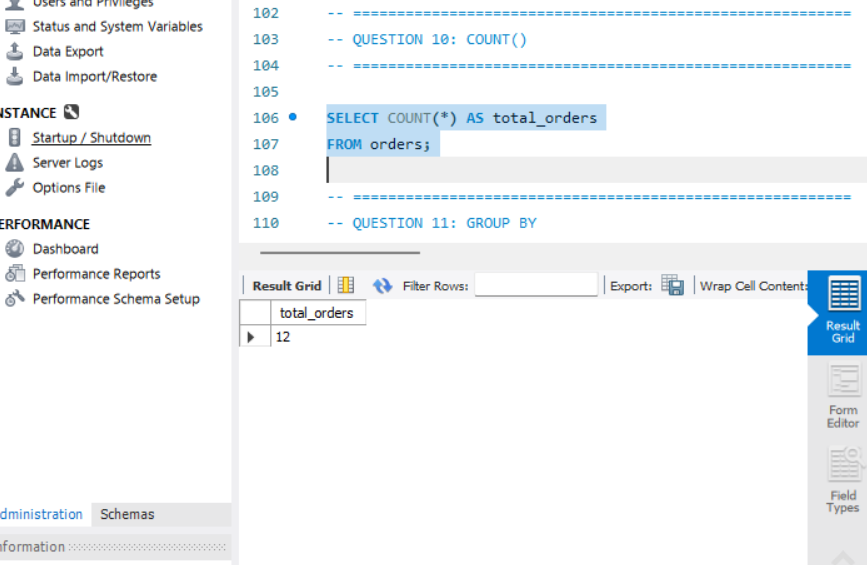 Users and Privileges
Status and System Variables
Data Export
Data Import/Restore
NSTANCE
Startup / Shutdown
Server Logs
Options File
ERFORMANCE
Dashboard
Performance Reports
Performance Schema Setup
dministration Schemas
nformation
102 -- ============================================================
103 -- QUESTION 10: COUNT()
104 -- ============================================================
105
106 SELECT COUNT(*) AS total_orders
107 FROM orders;
108
109 -- ============================================================
110 -- QUESTION 11: GROUP BY
Result Grid Filter Rows: Export: Wrap Cell Content:
total_orders
12
Result
Grid
Form
Editor
Field
Types